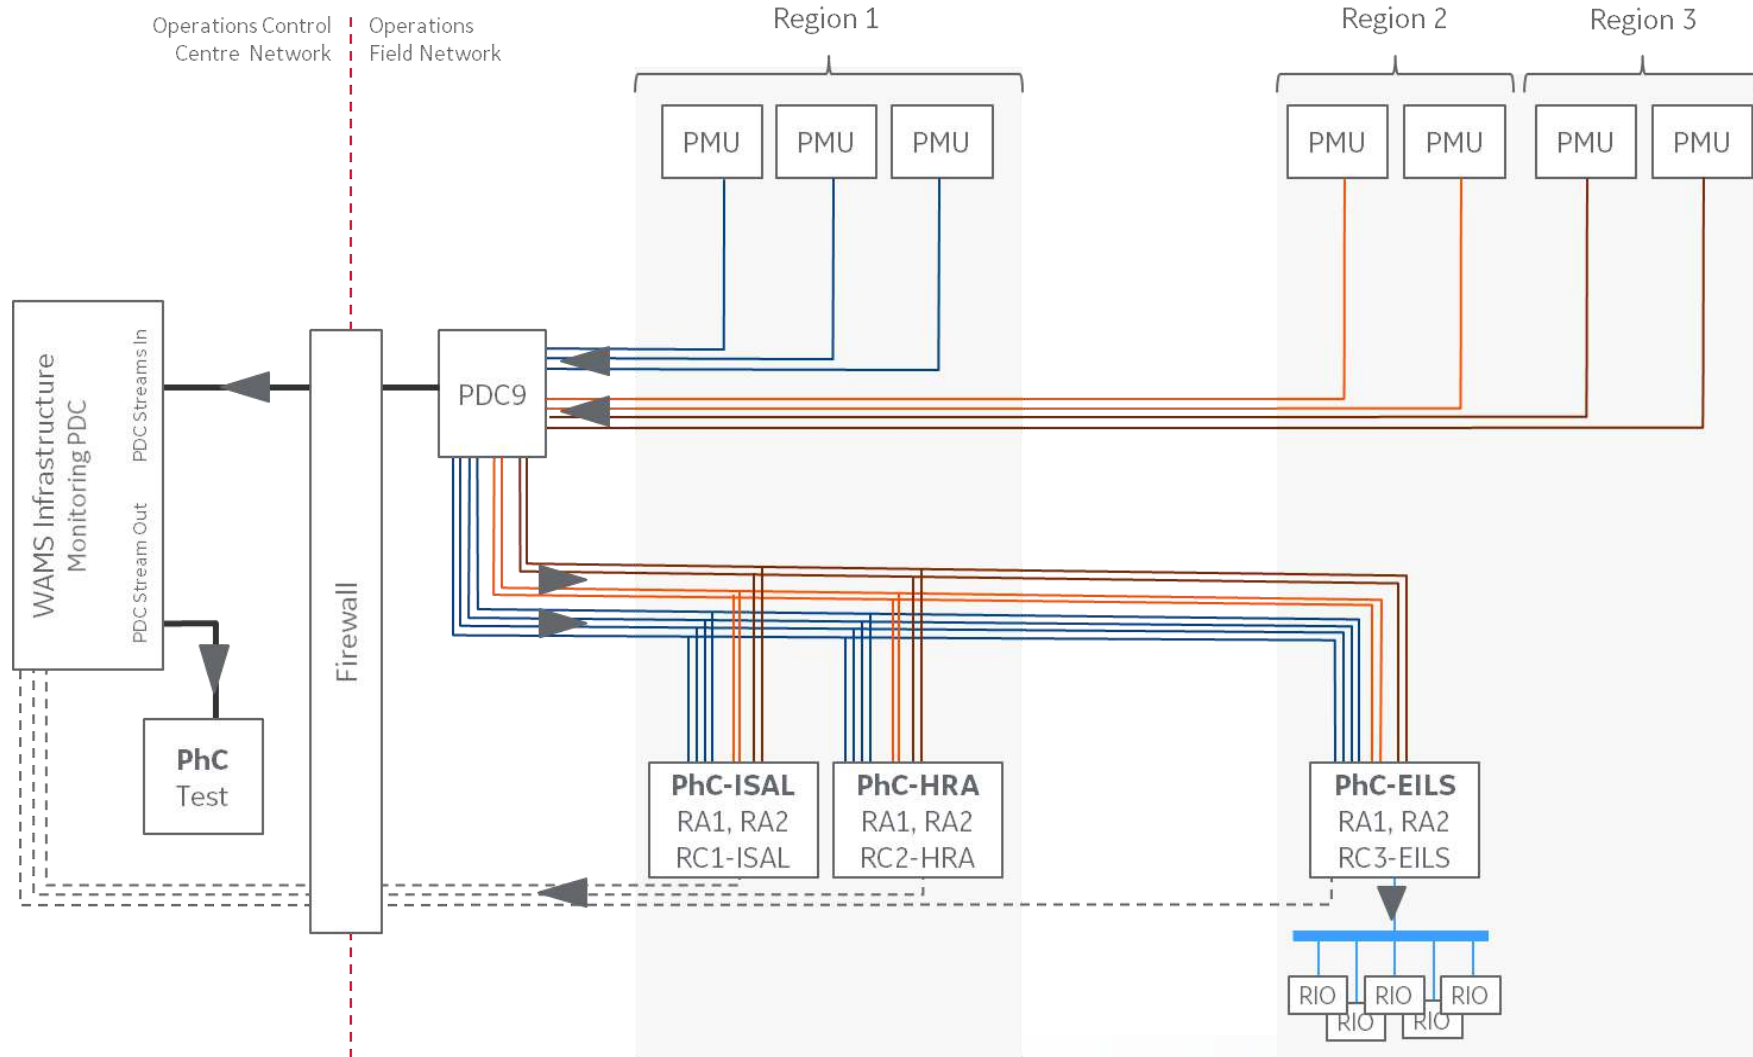 Operations Control
Centre Network
Operations
Field Network
Region 1
Region 2
Region 3
PMU
PMU
PMU
PMU
PMU
PMU
PMU
WAMS Infrastructure
Monitoring PDC
PDC Streams In
PDC Stream Out
PDC9
Firewall
PhC
Test
PhC-ISAL
RA1, RA2
RC1-ISAL
PhC-HRA
RA1, RA2
RC2-HRA
PhC-EILS
RA1, RA2
RC3-EILS
RIO
RIO
RIO
RIO
RIO